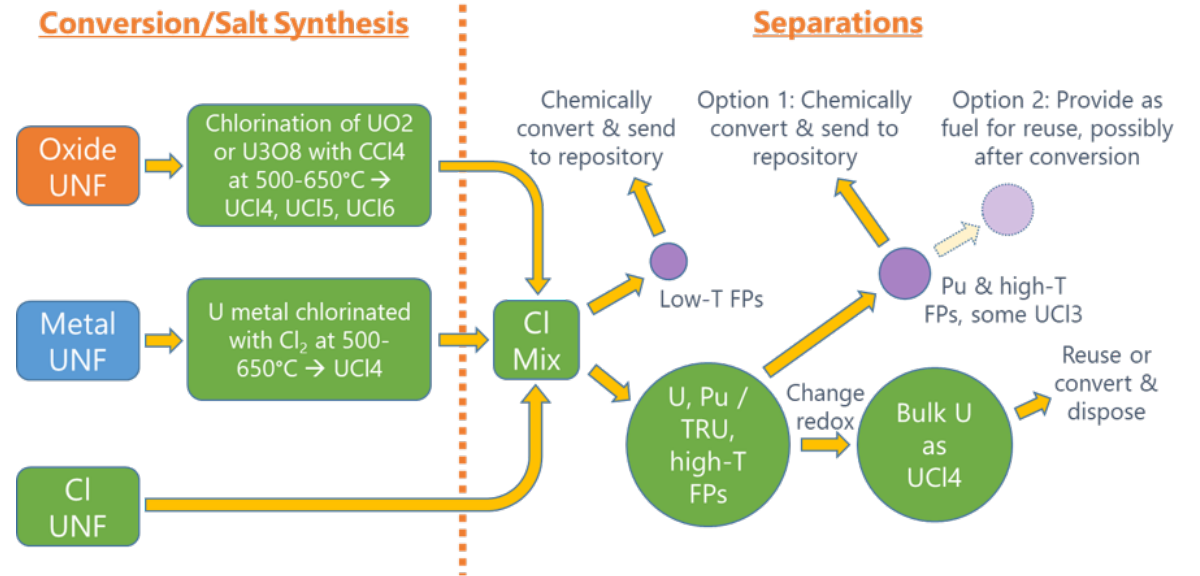 Conversion/Salt Synthesis
Oxide
UNF
Chlorination of UO2
or U3O8 with CCl4
at 500-650°C →
UCl4, UCl5, UCl6
Metal
UNF
U metal chlorinated
with Cl₂ at 500-
650°C → UCl4
Cl
UNF
Separations
Cl
Mix
Chemically
convert & send
to repository
Low-T FPs
Option 1: Chemically
convert & send to
repository
Option 2: Provide as
fuel for reuse, possibly
after conversion
Pu & high-T
FPs, some UCl3
U, Pu /
TRU,
high-T
FPs
Change
redox
Bulk U
as
UCl4
Reuse or
convert &
dispose